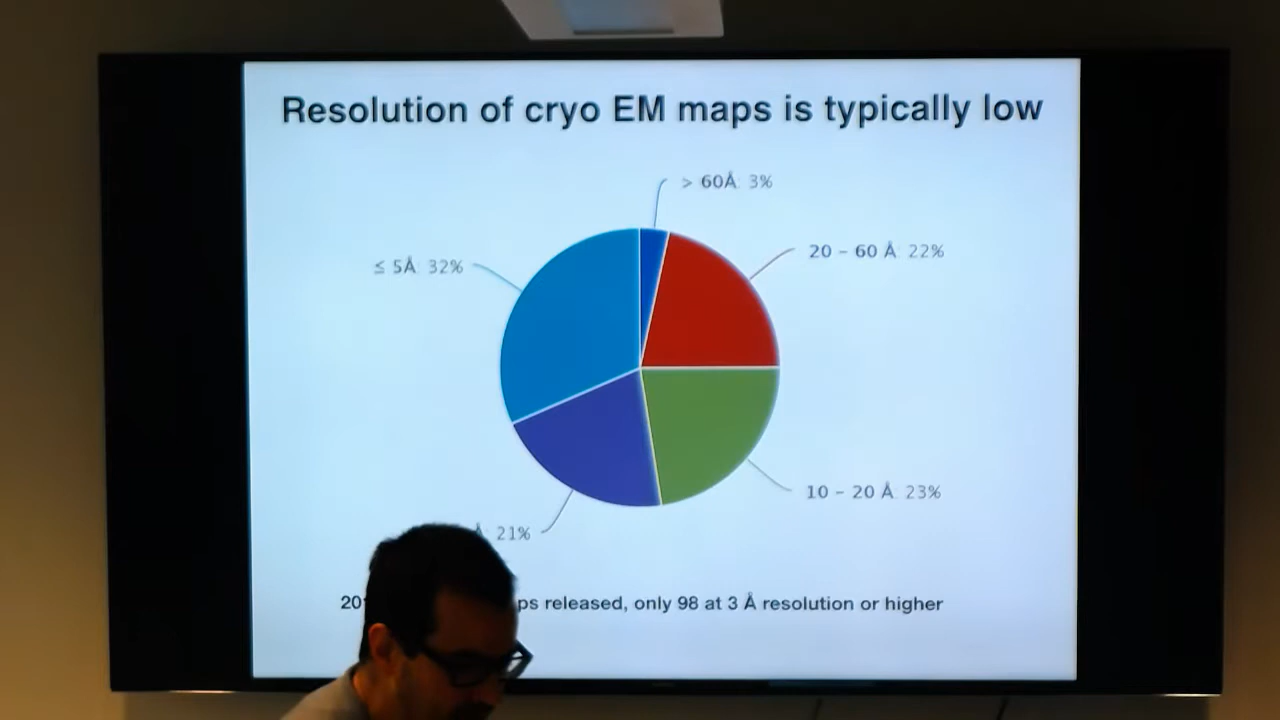 Resolution of cryo EM maps is typically low
> 60Å: 3%
20 – 60 Å: 22%
≤ 5Å: 32%
10 – 20 Å: 23%
Å: 21%
released, only 98 at 3 Å resolution or higher